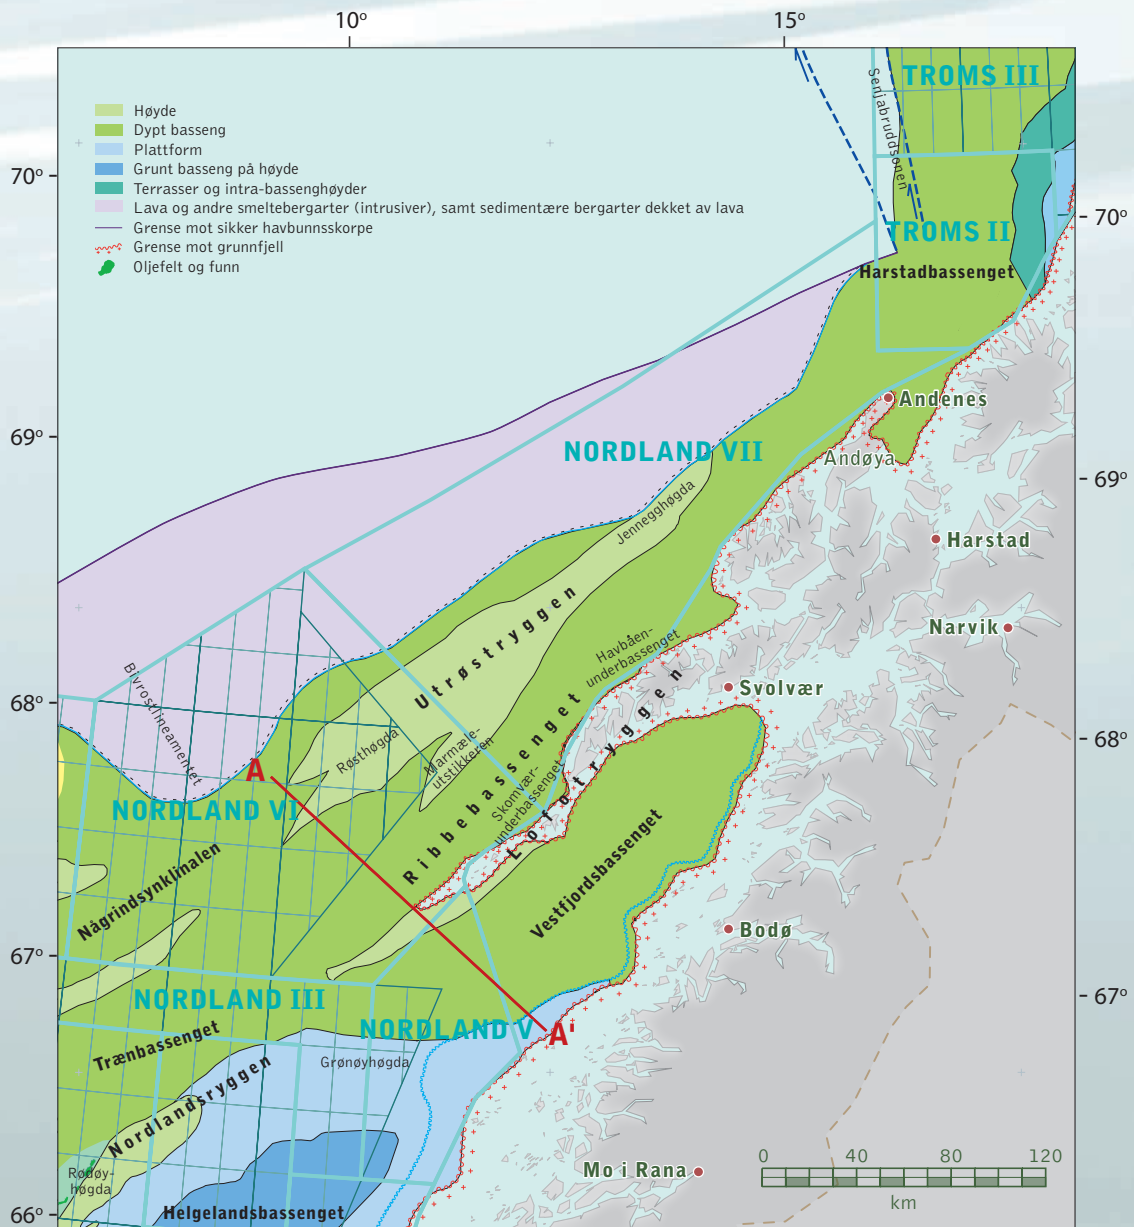 10°
15°
TROMS III
Senjabruddsonen
Høyde
Dypt basseng
Plattform
Grunt basseng på høyde
Terrasser og intra-bassenghøyder
Lava og andre smeltebergarter (intrusiver), samt sedimentære bergarter dekket av lava
Grense mot sikker havbunnsskorpe
Grense mot grunnfjell
Oljefelt og funn
70°
70°
TROMS II
Harstadbassenget
Andenes
69°
NORDLAND VII
Andøya
69°
Jennegghøgda
Harstad
Utrøstryggen
Narvik
Havbåen-
underbassenget
Bivrostlineamentet
Svolvær
68°
Lofotryggen
68°
Røsthøgda
Marmæle-
utstikkeren
Ribbebassenget
Skomvær-
underbassenget
A
NORDLAND VI
Någrindsynklinalen
Vestfjordsbassenget
Bodø
67°
67°
NORDLAND III
NORDLAND V
A'
Trænbassenget
Grønøyhøgda
Nordlandsryggen
Rødøy-
høgda
Mo i Rana
0 40 80 120
km
66°
Helgelandsbassenget